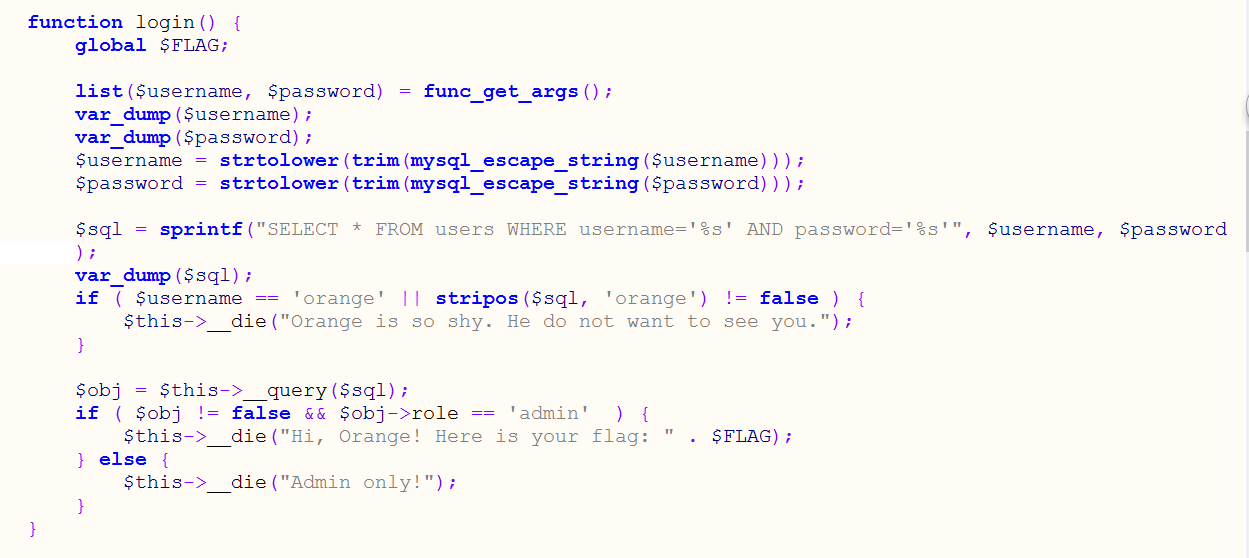 function login() {
    global $FLAG;

    list($username, $password) = func_get_args();
    var_dump($username);
    var_dump($password);
    $username = strtolower(trim(mysql_escape_string($username)));
    $password = strtolower(trim(mysql_escape_string($password)));

    $sql = sprintf("SELECT * FROM users WHERE username='%s' AND password='%s'", $username, $password
    );
    var_dump($sql);
    if ( $username == 'orange' || stripos($sql, 'orange') != false ) {
        $this->__die("Orange is so shy. He do not want to see you.");
    }

    $obj = $this->__query($sql);
    if ( $obj != false && $obj->role == 'admin'  ) {
        $this->__die("Hi, Orange! Here is your flag: " . $FLAG);
    } else {
        $this->__die("Admin only!");
    }
}